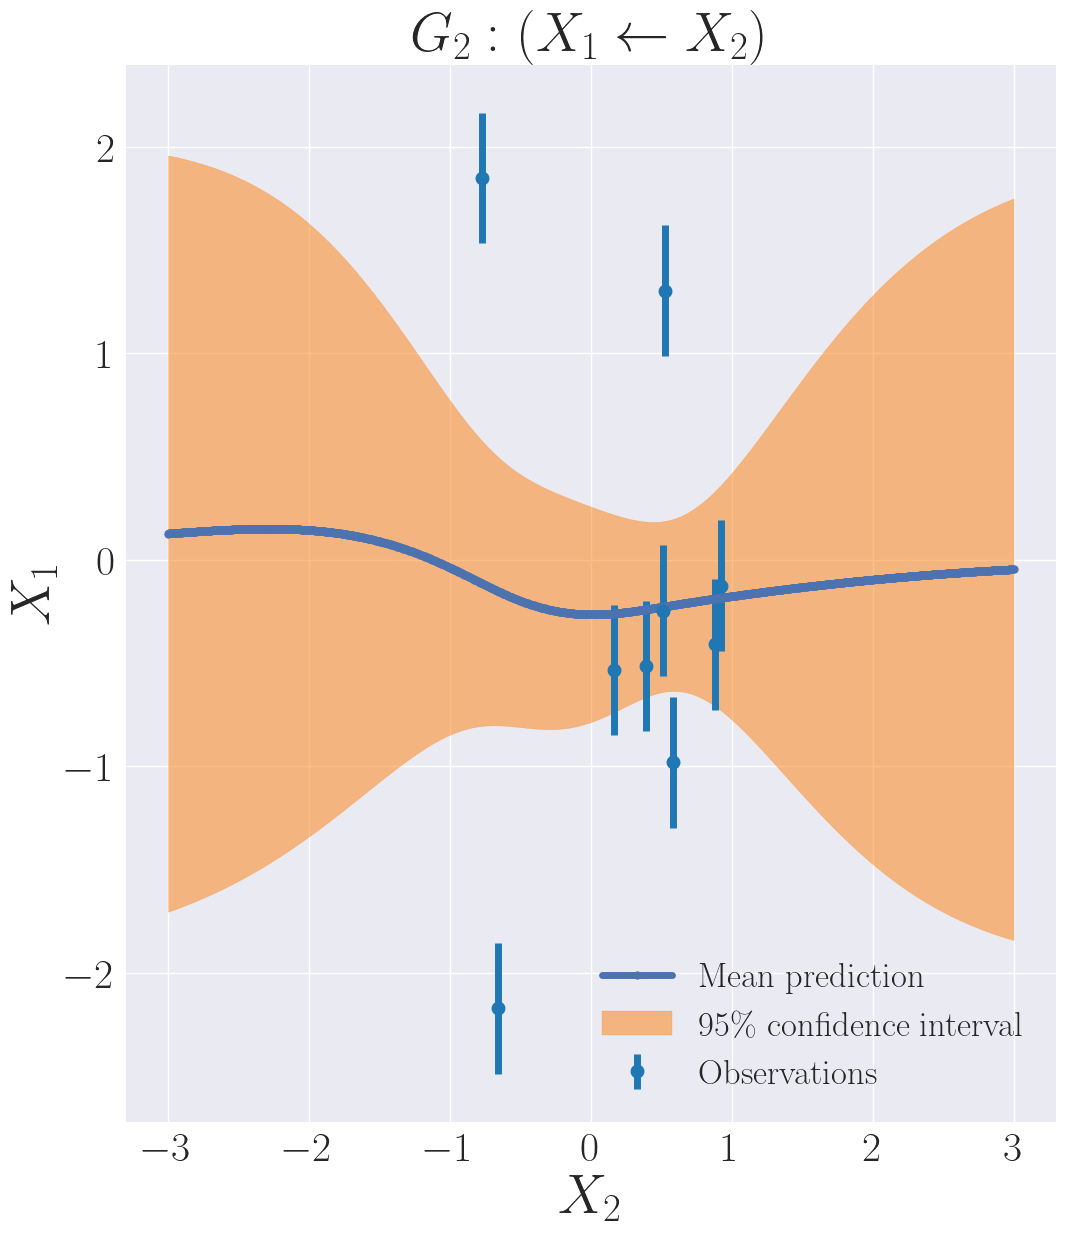 G₂ : (X₁ ← X₂)
2
1
0
−1
−2
X₁
Mean prediction
95% confidence interval
Observations
−3 −2 −1 0 1 2 3
X₂